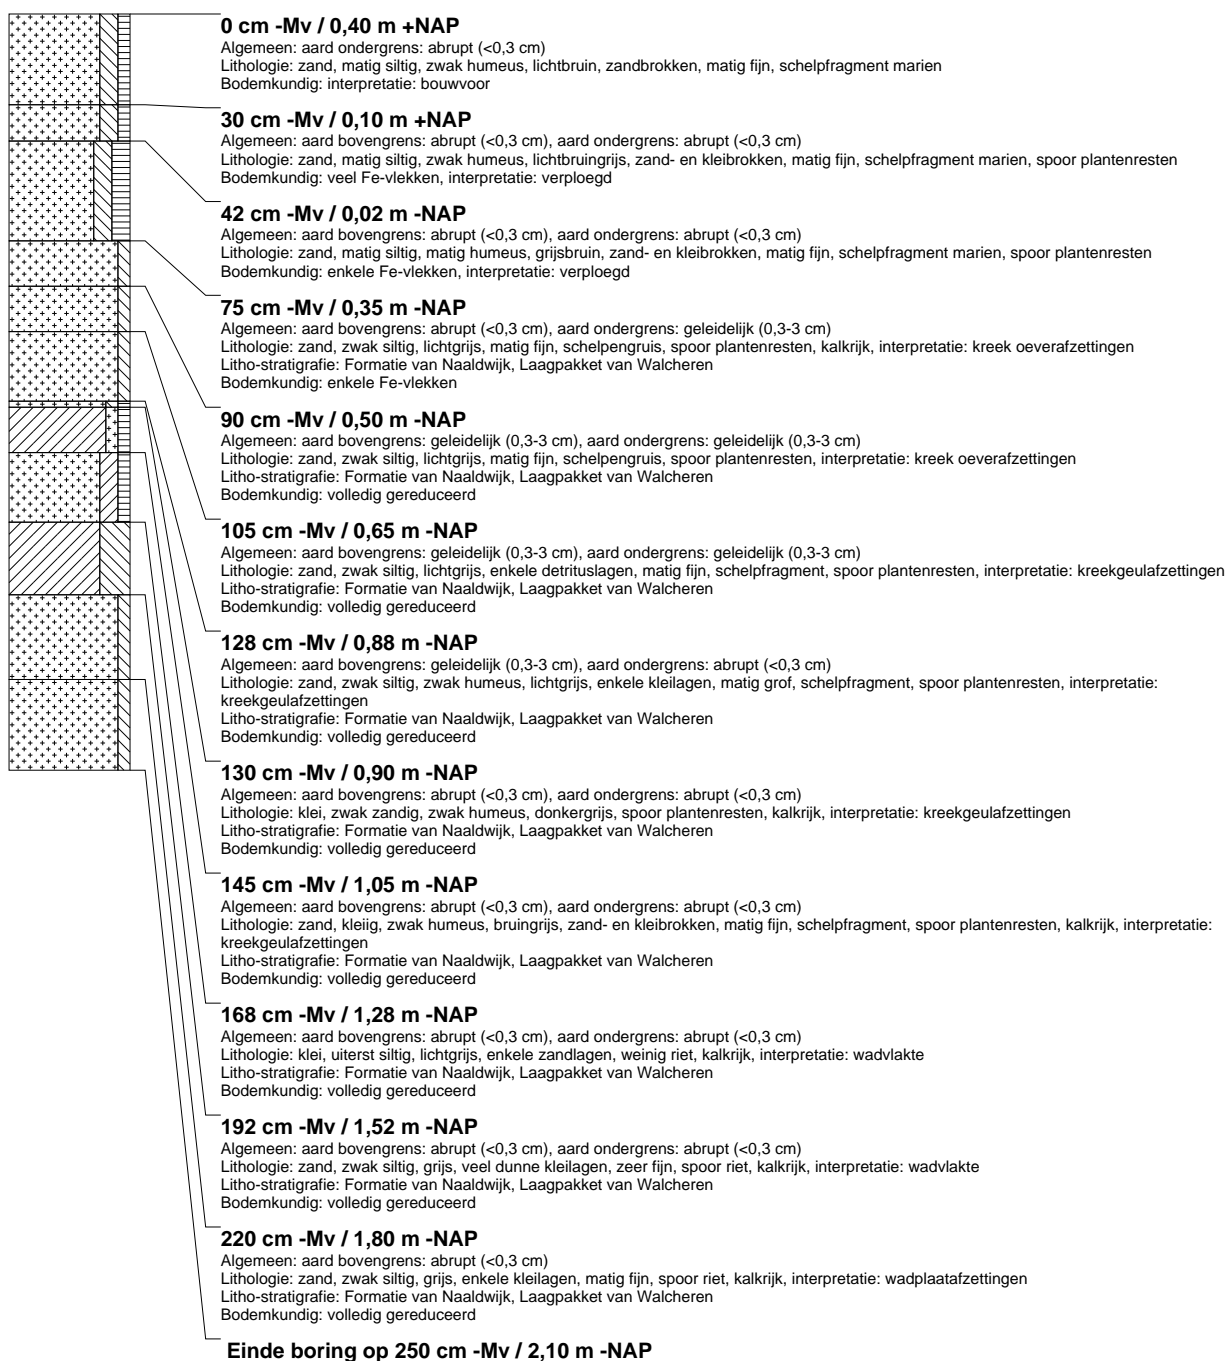 0 cm -Mv / 0,40 m +NAP
Algemeen: aard ondergrens: abrupt (<0,3 cm)
Lithologie: zand, matig siltig, zwak humeus, lichtbruin, zandbrokken, matig fijn, schelpfragment marien
Bodemkundig: interpretatie: bouwvoor
30 cm -Mv / 0,10 m +NAP
Algemeen: aard bovengrens: abrupt (<0,3 cm), aard ondergrens: abrupt (<0,3 cm)
Lithologie: zand, matig siltig, zwak humeus, lichtbruingrijs, zand- en kleibrokken, matig fijn, schelpfragment marien, spoor plantenresten
Bodemkundig: veel Fe-vlekken, interpretatie: verploegd
42 cm -Mv / 0,02 m -NAP
Algemeen: aard bovengrens: abrupt (<0,3 cm), aard ondergrens: abrupt (<0,3 cm)
Lithologie: zand, matig siltig, matig humeus, grijsbruin, zand- en kleibrokken, matig fijn, schelpfragment marien, spoor plantenresten
Bodemkundig: enkele Fe-vlekken, interpretatie: verploegd
75 cm -Mv / 0,35 m -NAP
Algemeen: aard bovengrens: abrupt (<0,3 cm), aard ondergrens: geleidelijk (0,3-3 cm)
Lithologie: zand, zwak siltig, lichtgrijs, matig fijn, schelpengruis, spoor plantenresten, kalkrijk, interpretatie: kreek oeverafzettingen
Litho-stratigrafie: Formatie van Naaldwijk, Laagpakket van Walcheren
Bodemkundig: enkele Fe-vlekken
90 cm -Mv / 0,50 m -NAP
Algemeen: aard bovengrens: geleidelijk (0,3-3 cm), aard ondergrens: geleidelijk (0,3-3 cm)
Lithologie: zand, zwak siltig, lichtgrijs, matig fijn, schelpengruis, spoor plantenresten, interpretatie: kreek oeverafzettingen
Litho-stratigrafie: Formatie van Naaldwijk, Laagpakket van Walcheren
Bodemkundig: volledig gereduceerd
105 cm -Mv / 0,65 m -NAP
Algemeen: aard bovengrens: geleidelijk (0,3-3 cm), aard ondergrens: geleidelijk (0,3-3 cm)
Lithologie: zand, zwak siltig, lichtgrijs, enkele detrituslagen, matig fijn, schelpfragment, spoor plantenresten, interpretatie: kreekgeulafzettingen
Litho-stratigrafie: Formatie van Naaldwijk, Laagpakket van Walcheren
Bodemkundig: volledig gereduceerd
128 cm -Mv / 0,88 m -NAP
Algemeen: aard bovengrens: geleidelijk (0,3-3 cm), aard ondergrens: abrupt (<0,3 cm)
Lithologie: zand, zwak siltig, zwak humeus, lichtgrijs, enkele kleilagen, matig grof, schelpfragment, spoor plantenresten, interpretatie:
kreekgeulafzettingen
Litho-stratigrafie: Formatie van Naaldwijk, Laagpakket van Walcheren
Bodemkundig: volledig gereduceerd
130 cm -Mv / 0,90 m -NAP
Algemeen: aard bovengrens: abrupt (<0,3 cm), aard ondergrens: abrupt (<0,3 cm)
Lithologie: klei, zwak zandig, zwak humeus, donkergrijs, spoor plantenresten, kalkrijk, interpretatie: kreekgeulafzettingen
Litho-stratigrafie: Formatie van Naaldwijk, Laagpakket van Walcheren
Bodemkundig: volledig gereduceerd
145 cm -Mv / 1,05 m -NAP
Algemeen: aard bovengrens: abrupt (<0,3 cm), aard ondergrens: abrupt (<0,3 cm)
Lithologie: zand, kleiig, zwak humeus, bruingrijs, zand- en kleibrokken, matig fijn, schelpfragment, spoor plantenresten, kalkrijk, interpretatie:
kreekgeulafzettingen
Litho-stratigrafie: Formatie van Naaldwijk, Laagpakket van Walcheren
Bodemkundig: volledig gereduceerd
168 cm -Mv / 1,28 m -NAP
Algemeen: aard bovengrens: abrupt (<0,3 cm), aard ondergrens: abrupt (<0,3 cm)
Lithologie: klei, uiterst siltig, lichtgrijs, enkele zandlagen, weinig riet, kalkrijk, interpretatie: wadvlakte
Litho-stratigrafie: Formatie van Naaldwijk, Laagpakket van Walcheren
Bodemkundig: volledig gereduceerd
192 cm -Mv / 1,52 m -NAP
Algemeen: aard bovengrens: abrupt (<0,3 cm), aard ondergrens: abrupt (<0,3 cm)
Lithologie: zand, zwak siltig, grijs, veel dunne kleilagen, zeer fijn, spoor riet, kalkrijk, interpretatie: wadvlakte
Litho-stratigrafie: Formatie van Naaldwijk, Laagpakket van Walcheren
Bodemkundig: volledig gereduceerd
220 cm -Mv / 1,80 m -NAP
Algemeen: aard bovengrens: abrupt (<0,3 cm)
Lithologie: zand, zwak siltig, grijs, enkele kleilagen, matig fijn, spoor riet, kalkrijk, interpretatie: wadplaatafzettingen
Litho-stratigrafie: Formatie van Naaldwijk, Laagpakket van Walcheren
Bodemkundig: volledig gereduceerd
Einde boring op 250 cm -Mv / 2,10 m -NAP